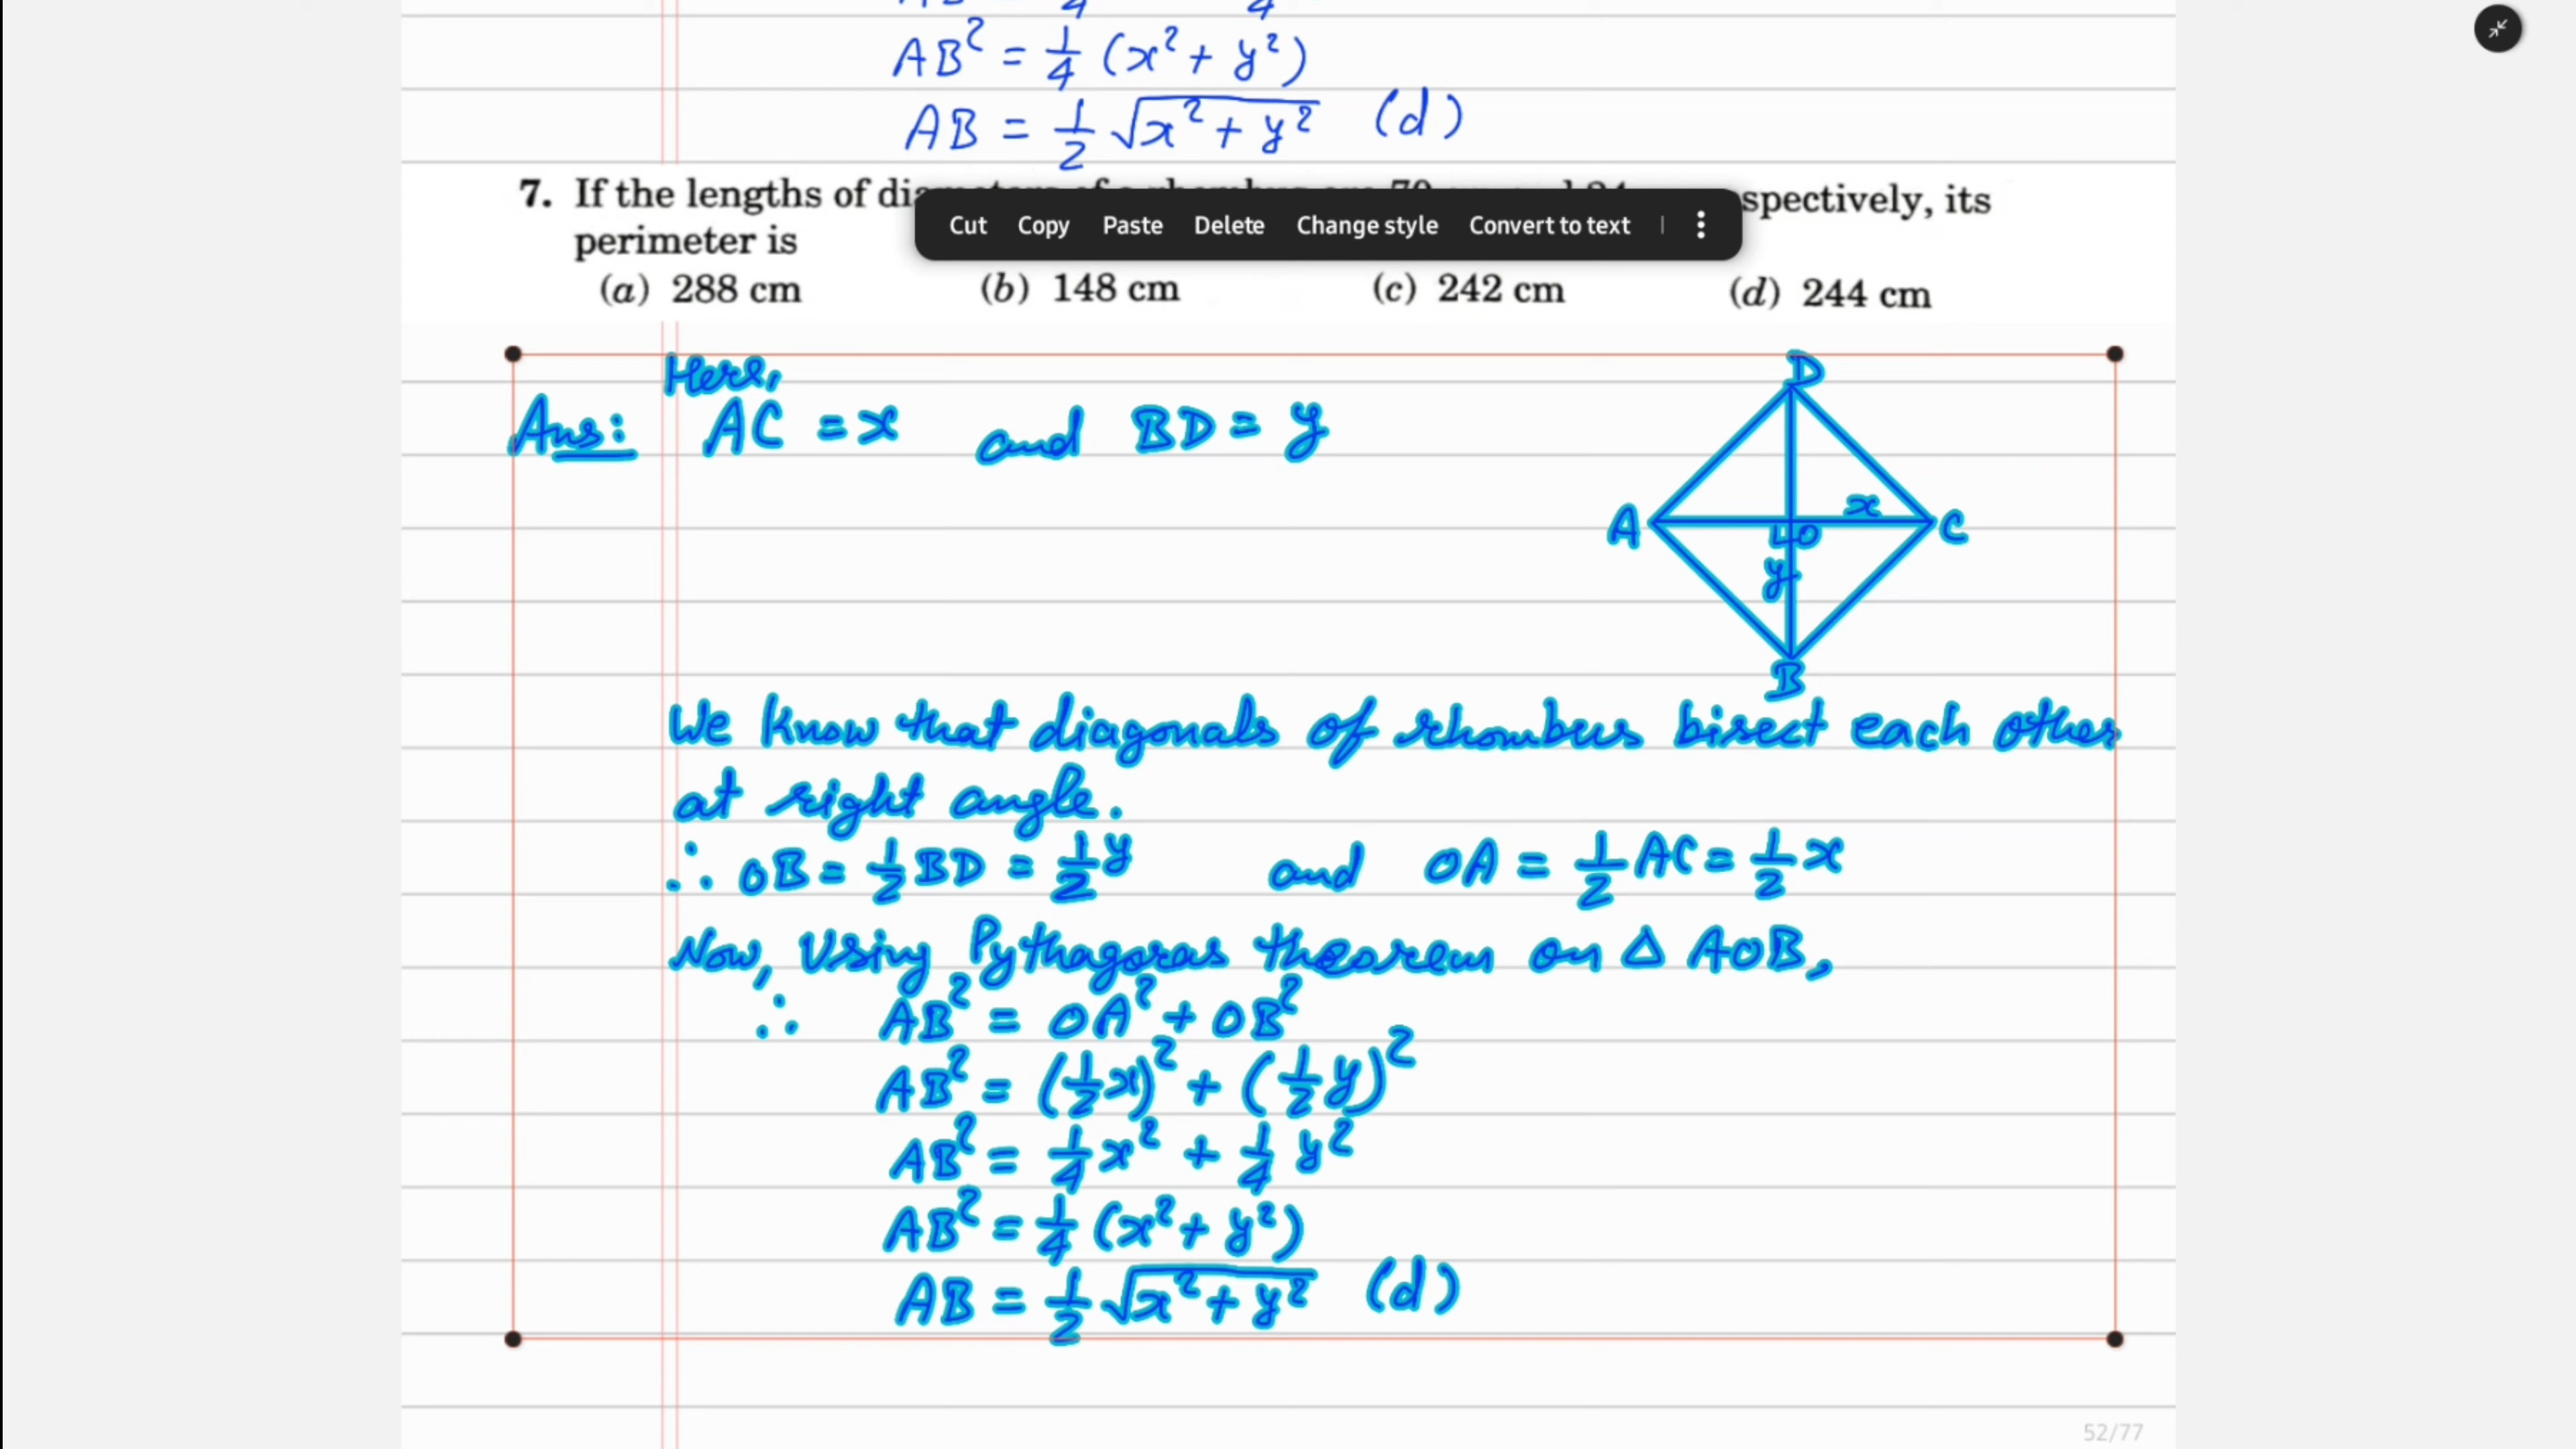 AB² = 1/4 (x² + y²)
AB = 1/2 √(x² + y²) (d)
7. If the lengths of
spectively, its
perimeter is
Cut Copy Paste Delete Change style Convert to text
(a) 288 cm (b) 148 cm (c) 242 cm (d) 244 cm
Here,
Ans: AC = x and BD = y
D
A
x
O
C
y
B
We know that diagonals of rhombus bisect each other
at right angle.
∴ OB = 1/2 BD = 1/2 y and OA = 1/2 AC = 1/2 x
Now, Using Pythagoras theorem on Δ AOB,
∴ AB² = OA² + OB²
AB² = (1/2 x)² + (1/2 y)²
AB² = 1/4 x² + 1/4 y²
AB² = 1/4 (x² + y²)
AB = 1/2 √(x² + y²) (d)
52/77